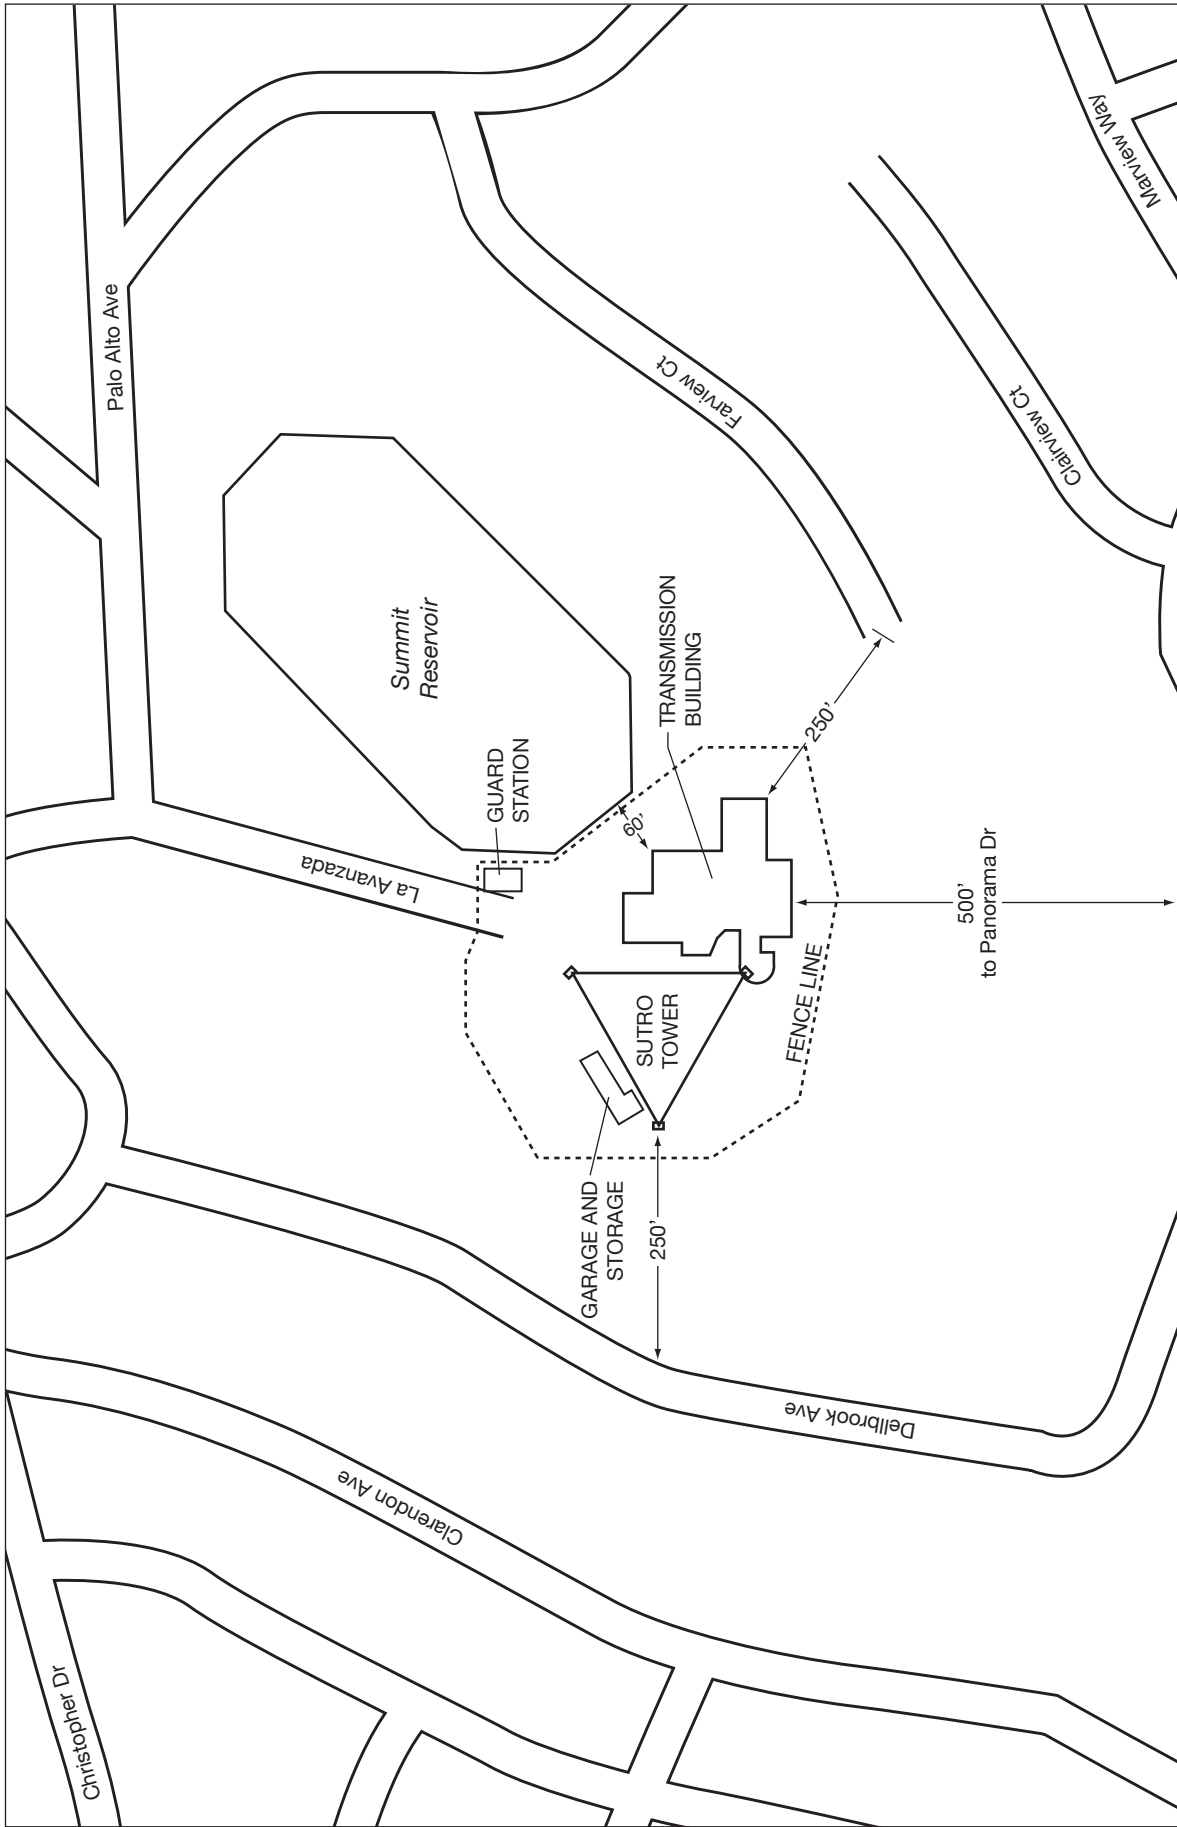 Palo Alto Ave
Marview Way
Farview Ct
Clairview Ct
Summit
Reservoir
TRANSMISSION
BUILDING
GUARD
STATION
La Avanzada
60'
250'
500'
to Panorama Dr
SUTRO
TOWER
FENCE LINE
GARAGE AND
STORAGE
250'
Dellbrook Ave
Clarendon Ave
Christopher Dr